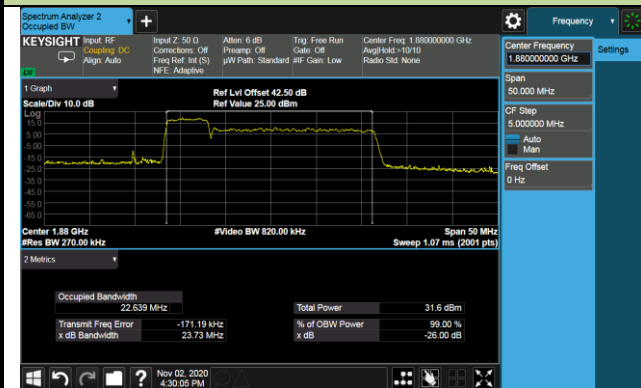 Spectrum Analyzer 2
Occupied BW
Frequency
KEYSIGHT
Input: RF
Coupling: DC
Align: Auto
Input Z: 50 Ω
Corrections: Off
Freq Ref: Int (S)
NFE: Adaptive
Atten: 6 dB
Preamp: Off
µW Path: Standard
Trig: Free Run
Gate: Off
#IF Gain: Low
Center Freq: 1.880000000 GHz
Avg|Hold:>10/10
Radio Std: None
Center Frequency
1.880000000 GHz
Settings
Span
50.000 MHz
CF Step
5.000000 MHz
Auto
Man
Freq Offset
0 Hz
1 Graph
Scale/Div 10.0 dB
Ref Lvl Offset 42.50 dB
Ref Value 25.00 dBm
Log
15.0
5.00
-5.00
-15.0
-25.0
-35.0
-45.0
-55.0
-65.0
Center 1.88 GHz
#Video BW 820.00 kHz
Span 50 MHz
#Res BW 270.00 kHz
Sweep 1.07 ms (2001 pts)
2 Metrics
Occupied Bandwidth
22.639 MHz
Total Power
31.6 dBm
Transmit Freq Error
-171.19 kHz
% of OBW Power
99.00 %
x dB Bandwidth
23.73 MHz
x dB
-26.00 dB
?
Nov 02, 2020
4:30:05 PM